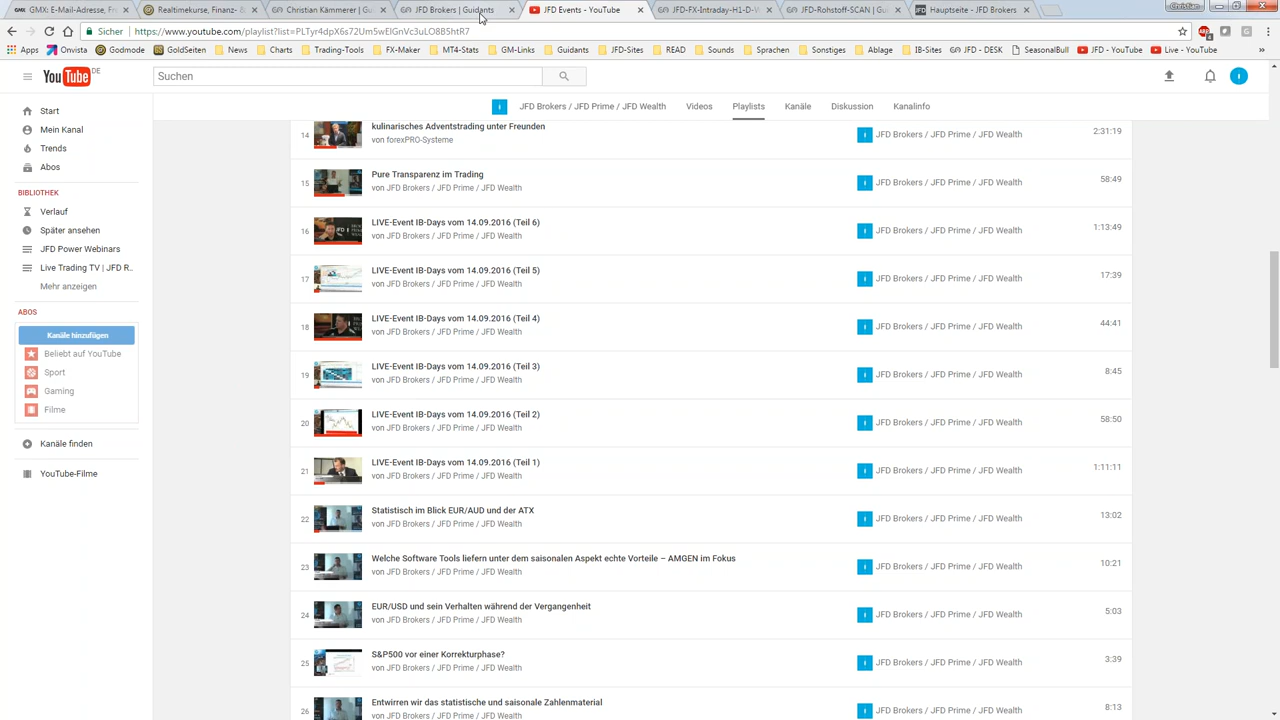 GMX: E-Mail-Adresse, Fr
Realtimekurse, Finanz- &
Christian Kämmerer | Gui
JFD Brokers | Guidants
JFD Events - YouTube
JFD-FX-Intraday-H1-D-V
JFD-Rohstoff-SCAN | Gui
Hauptseite - JFD Brokers
Christian
Sicher
https://www.youtube.com/playlist?list=PLTyr4dpX6s72Um5wElGnVc3uLO8B5htR7
Apps
Onvista
Godmode
GoldSeiten
News
Charts
Trading-Tools
FX-Maker
MT4-Stats
GM-Links
Guidants
JFD-Sites
READ
Sounds
Sprachen
Sonstiges
Ablage
IB-Sites
JFD - DESK
SeasonalBull
JFD - YouTube
Live - YouTube
YouTube DE
Suchen
JFD Brokers / JFD Prime / JFD Wealth
Videos
Playlists
Kanäle
Diskussion
Kanalinfo
Start
Mein Kanal
Trends
Abos
BIBLIOTHEK
Verlauf
Später ansehen
JFD Power Webinars
Live Trading TV | JFD R..
Mehr anzeigen
ABOS
Kanäle hinzufügen
Beliebt auf YouTube
Sport
Gaming
Filme
Kanäle finden
YouTube-Filme
14 kulinarisches Adventstrading unter Freunden JFD Brokers / JFD Prime / JFD Wealth 2:31:19
von forexPRO-Systeme
15 Pure Transparenz im Trading JFD Brokers / JFD Prime / JFD Wealth 58:49
von JFD Brokers / JFD Prime / JFD Wealth
16 LIVE-Event IB-Days vom 14.09.2016 (Teil 6) JFD Brokers / JFD Prime / JFD Wealth 1:13:49
von JFD Brokers / JFD Prime / JFD Wealth
17 LIVE-Event IB-Days vom 14.09.2016 (Teil 5) JFD Brokers / JFD Prime / JFD Wealth 17:39
von JFD Brokers / JFD Prime / JFD Wealth
18 LIVE-Event IB-Days vom 14.09.2016 (Teil 4) JFD Brokers / JFD Prime / JFD Wealth 44:41
von JFD Brokers / JFD Prime / JFD Wealth
19 LIVE-Event IB-Days vom 14.09.2016 (Teil 3) JFD Brokers / JFD Prime / JFD Wealth 8:45
von JFD Brokers / JFD Prime / JFD Wealth
20 LIVE-Event IB-Days vom 14.09.2016 (Teil 2) JFD Brokers / JFD Prime / JFD Wealth 58:50
von JFD Brokers / JFD Prime / JFD Wealth
21 LIVE-Event IB-Days vom 14.09.2016 (Teil 1) JFD Brokers / JFD Prime / JFD Wealth 1:11:11
von JFD Brokers / JFD Prime / JFD Wealth
22 Statistisch im Blick EUR/AUD und der ATX JFD Brokers / JFD Prime / JFD Wealth 13:02
von JFD Brokers / JFD Prime / JFD Wealth
23 Welche Software Tools liefern unter dem saisonalen Aspekt echte Vorteile – AMGEN im Fokus JFD Brokers / JFD Prime / JFD Wealth 10:21
von JFD Brokers / JFD Prime / JFD Wealth
24 EUR/USD und sein Verhalten während der Vergangenheit JFD Brokers / JFD Prime / JFD Wealth 5:03
von JFD Brokers / JFD Prime / JFD Wealth
25 S&P500 vor einer Korrekturphase? JFD Brokers / JFD Prime / JFD Wealth 3:39
von JFD Brokers / JFD Prime / JFD Wealth
26 Entwirren wir das statistische und saisonale Zahlenmaterial JFD Brokers / JFD Prime / JFD Wealth 8:13
von JFD Brokers / JFD Prime / JFD Wealth